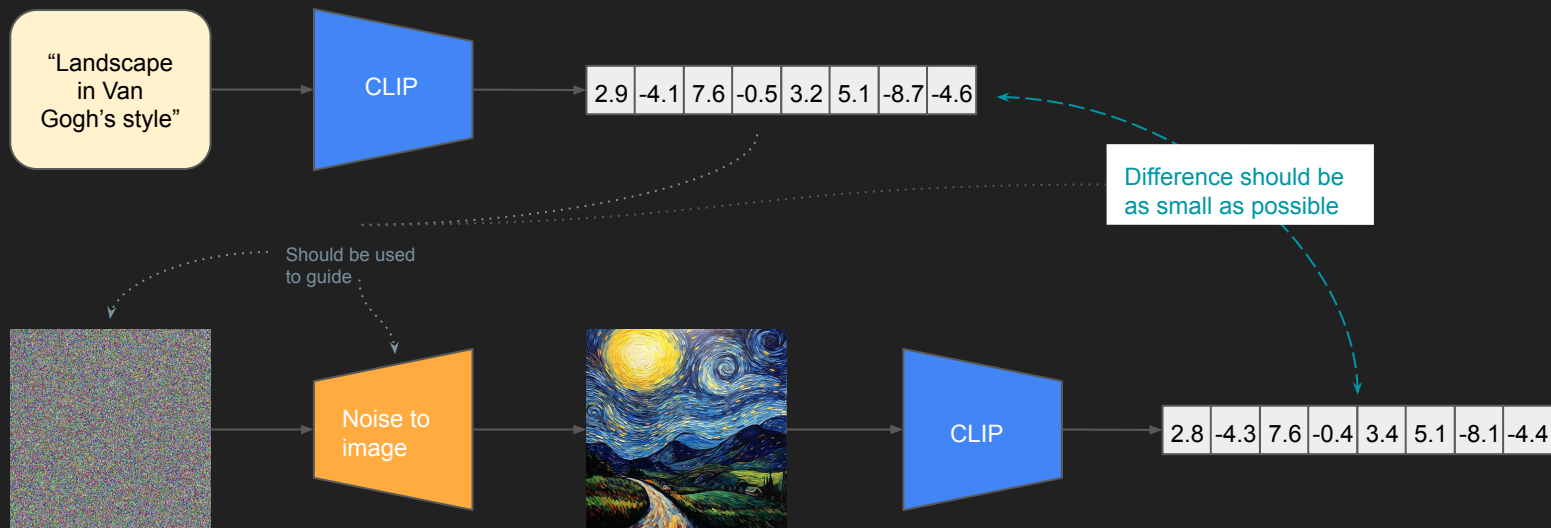 “Landscape
in Van
Gogh’s style”
CLIP
2.9 -4.1 7.6 -0.5 3.2 5.1 -8.7 -4.6
Difference should be
as small as possible
Should be used
to guide
Noise to
image
CLIP
2.8 -4.3 7.6 -0.4 3.4 5.1 -8.1 -4.4